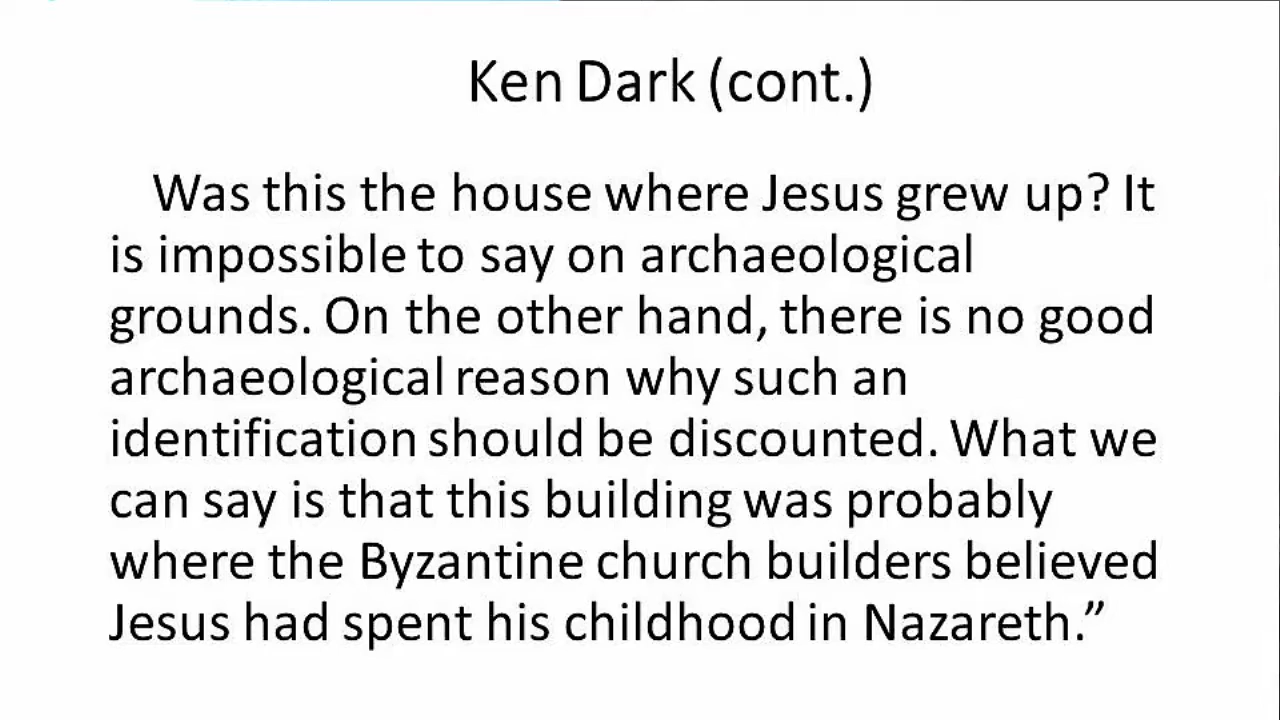 Ken Dark (cont.)
Was this the house where Jesus grew up? It
is impossible to say on archaeological
grounds. On the other hand, there is no good
archaeological reason why such an
identification should be discounted. What we
can say is that this building was probably
where the Byzantine church builders believed
Jesus had spent his childhood in Nazareth.”